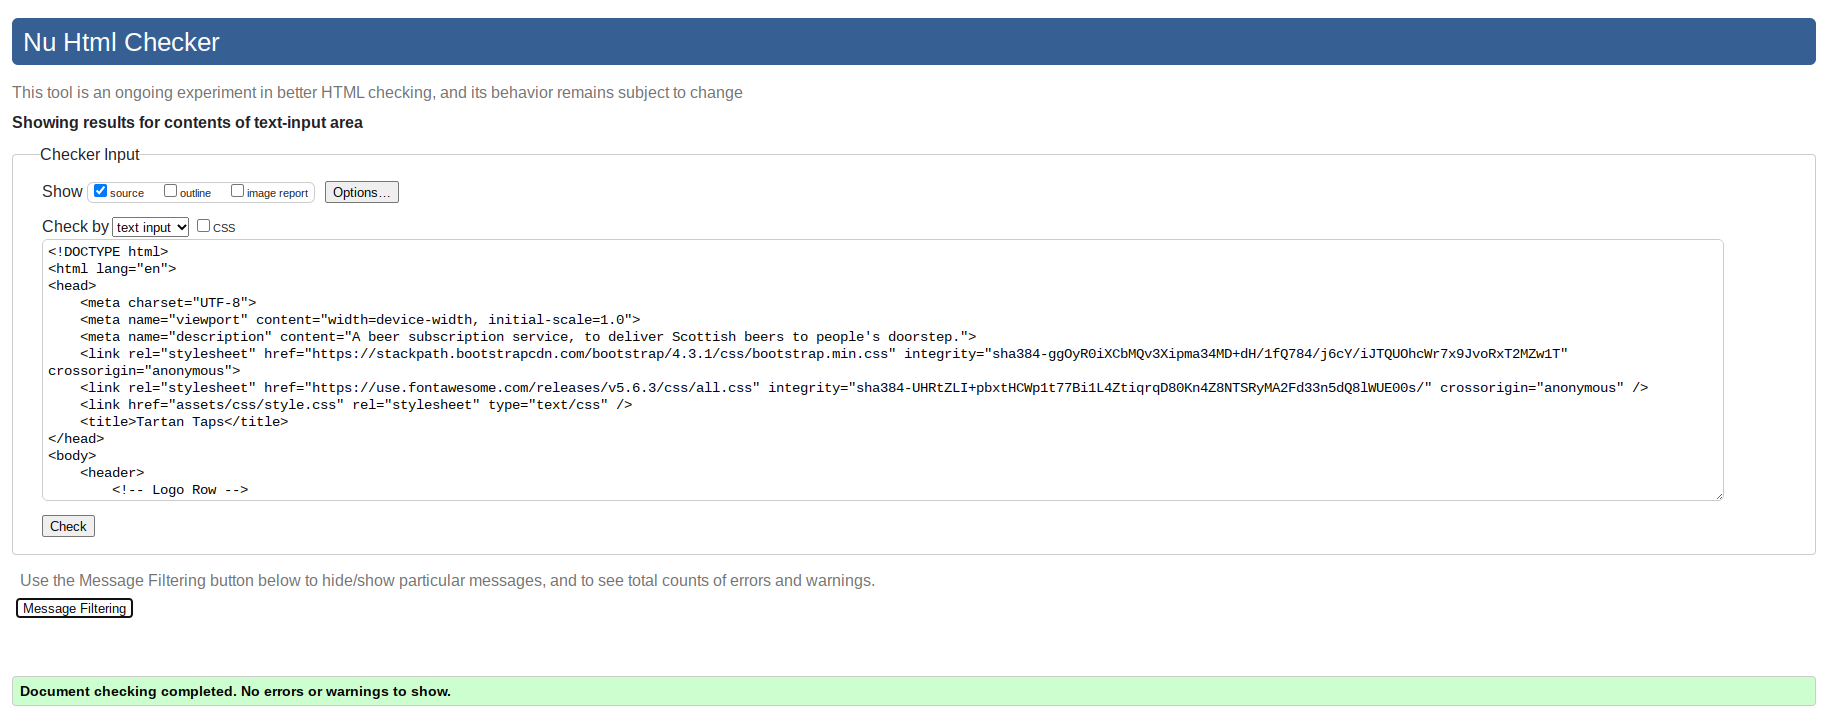 Nu Html Checker
This tool is an ongoing experiment in better HTML checking, and its behavior remains subject to change
Showing results for contents of text-input area
Checker Input
Show source outline image report Options...
Check by text input CSS
<!DOCTYPE html>
<html lang="en">
<head>
    <meta charset="UTF-8">
    <meta name="viewport" content="width=device-width, initial-scale=1.0">
    <meta name="description" content="A beer subscription service, to deliver Scottish beers to people's doorstep.">
    <link rel="stylesheet" href="https://stackpath.bootstrapcdn.com/bootstrap/4.3.1/css/bootstrap.min.css" integrity="sha384-ggOyR0iXCbMQv3Xipma34MD+dH/1fQ784/j6cY/iJTQUOhcWr7x9JvoRxT2MZw1T"
crossorigin="anonymous">
    <link rel="stylesheet" href="https://use.fontawesome.com/releases/v5.6.3/css/all.css" integrity="sha384-UHRtZLI+pbxtHCWp1t77Bi1L4ZtiqrqD80Kn4Z8NTSRyMA2Fd33n5dQ8lWUE00s/" crossorigin="anonymous" />
    <link href="assets/css/style.css" rel="stylesheet" type="text/css" />
    <title>Tartan Taps</title>
</head>
<body>
    <header>
        <!-- Logo Row -->
Check
Use the Message Filtering button below to hide/show particular messages, and to see total counts of errors and warnings.
Message Filtering
Document checking completed. No errors or warnings to show.